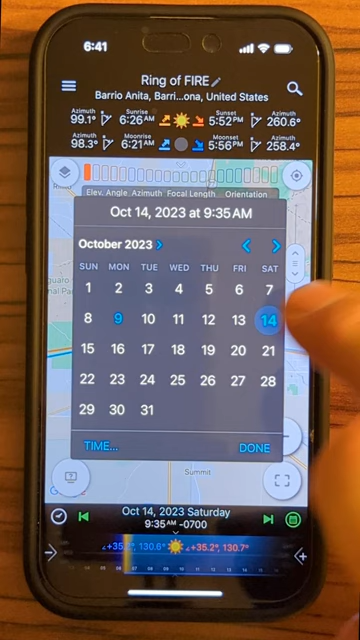 6:41
Ring of FIRE
Barrio Anita, Barri...ona, United States
Azimuth Sunrise Sunset Azimuth
99.1° 6:26AM 5:52PM 260.6°
Azimuth Moonrise Moonset Azimuth
98.3° 6:21AM 5:56PM 258.4°
Elev. Angle Azimuth Focal Length Orientation
Oct 14, 2023 at 9:35AM
October 2023
SUN MON TUE WED THU FRI SAT
1 2 3 4 5 6 7
8 9 10 11 12 13 14
15 16 17 18 19 20 21
22 23 24 25 26 27 28
29 30 31
TIME... DONE
Summit
Oct 14, 2023 Saturday
9:35AM -0700
+35.2°, 130.6° +35.2°, 130.7°